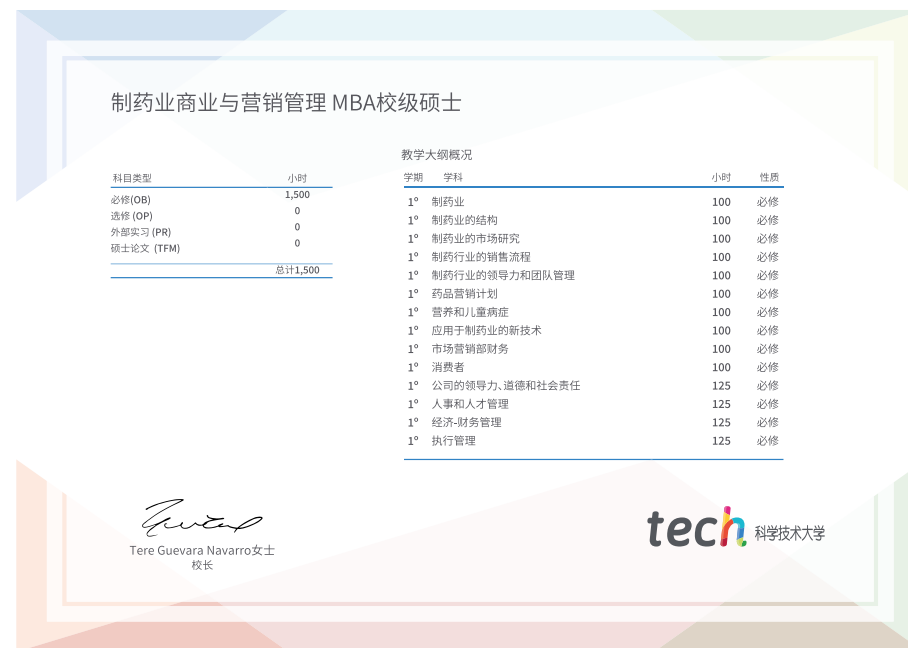 制药业商业与营销管理 MBA校级硕士
科目类型 小时
必修(OB) 1,500
选修 (OP) 0
外部实习 (PR) 0
硕士论文 (TFM) 0
总计1,500
教学大纲概况
学期 学科 小时 性质
1º 制药业 100 必修
1º 制药业的结构 100 必修
1º 制药业的市场研究 100 必修
1º 制药行业的销售流程 100 必修
1º 制药行业的领导力和团队管理 100 必修
1º 药品营销计划 100 必修
1º 营养和儿童病症 100 必修
1º 应用于制药业的新技术 100 必修
1º 市场营销部财务 100 必修
1º 消费者 100 必修
1º 公司的领导力、道德和社会责任 125 必修
1º 人事和人才管理 125 必修
1º 经济-财务管理 125 必修
1º 执行管理 125 必修
Tere Guevara Navarro女士
校长
tech 科学技术大学